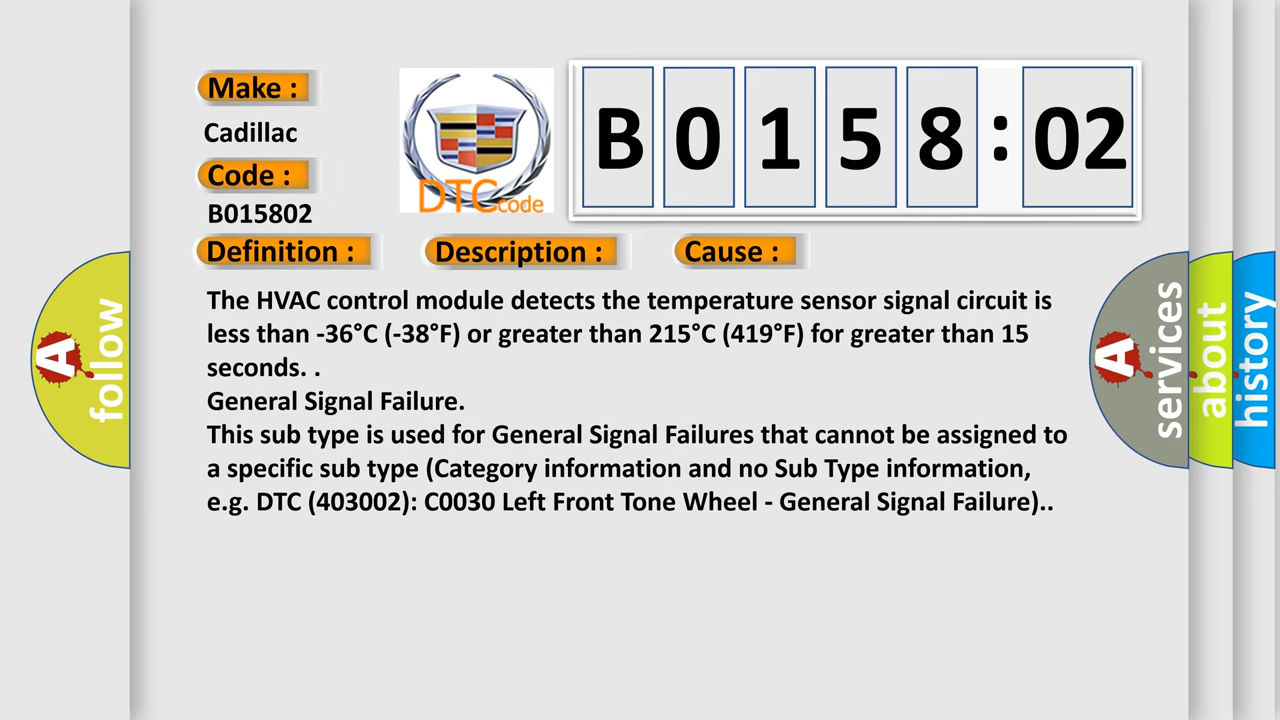 Make :
Cadillac
Code :
B015802
DTC code
B 0 1 5 8 : 02
Definition : Description : Cause :
The HVAC control module detects the temperature sensor signal circuit is
less than -36°C (-38°F) or greater than 215°C (419°F) for greater than 15
seconds. .
General Signal Failure.
This sub type is used for General Signal Failures that cannot be assigned to
a specific sub type (Category information and no Sub Type information,
e.g. DTC (403002): C0030 Left Front Tone Wheel - General Signal Failure)..
A follow
A services
about
history